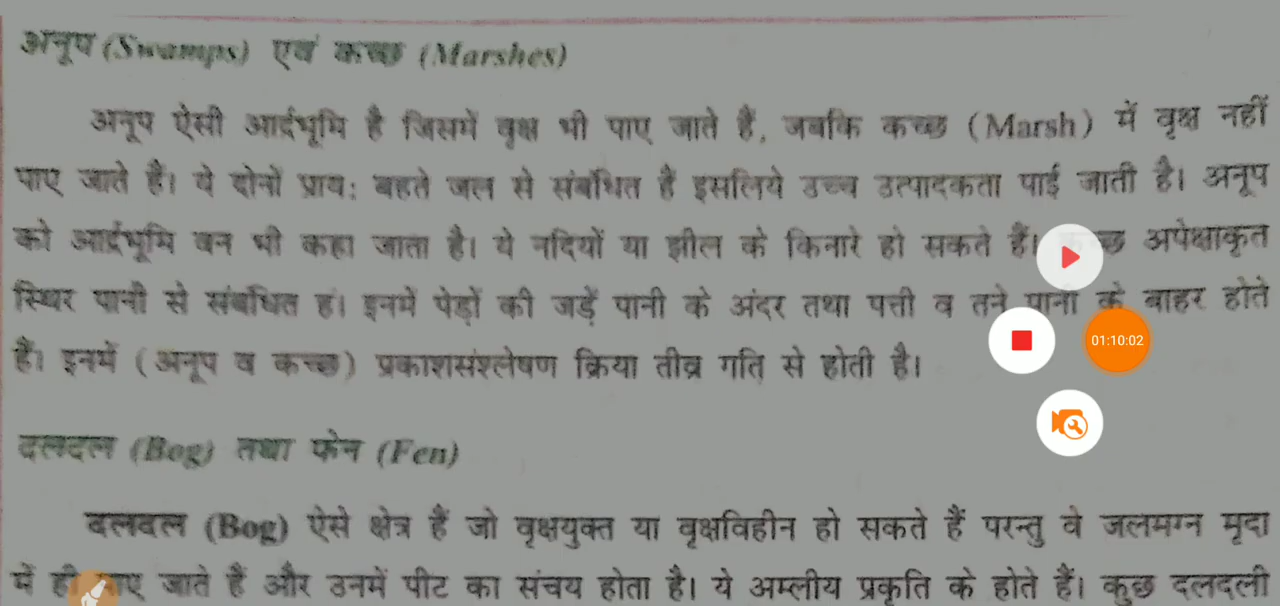 अनूप (Swamps) एवं कच्छ (Marshes)
अनूप ऐसी आर्द्रभूमि है जिसमें वृक्ष भी पाए जाते हैं, जबकि कच्छ (Marsh) में वृक्ष नहीं
पाए जाते हैं। ये दोनों प्राय: बहते जल से संबंधित है इसलिये उच्च उत्पादकता पाई जाती है। अनूप
को आर्द्रभूमि वन भी कहा जाता है। ये नदियों या झील के किनारे हो सकते हैं। अपेक्षाकृत
स्थिर पानी से संबंधित हं। इनमें पेड़ों की जड़ें पानी के अंदर तथा पत्ती व तने पानी के बाहर होते
हैं। इनमें (अनूप व कच्छ) प्रकाशसंश्लेषण क्रिया तीव्र गति से होती है।
01:10:02
दलदल (Bog) तथा फेन (Fen)
दलदल (Bog) ऐसे क्षेत्र हैं जो वृक्षयुक्त या वृक्षविहीन हो सकते हैं परन्तु वे जलमग्न मृदा
में ही जाते हैं और उनमें पीट का संचय होता है। ये अम्लीय प्रकृति के होते हैं। कुछ दलदली